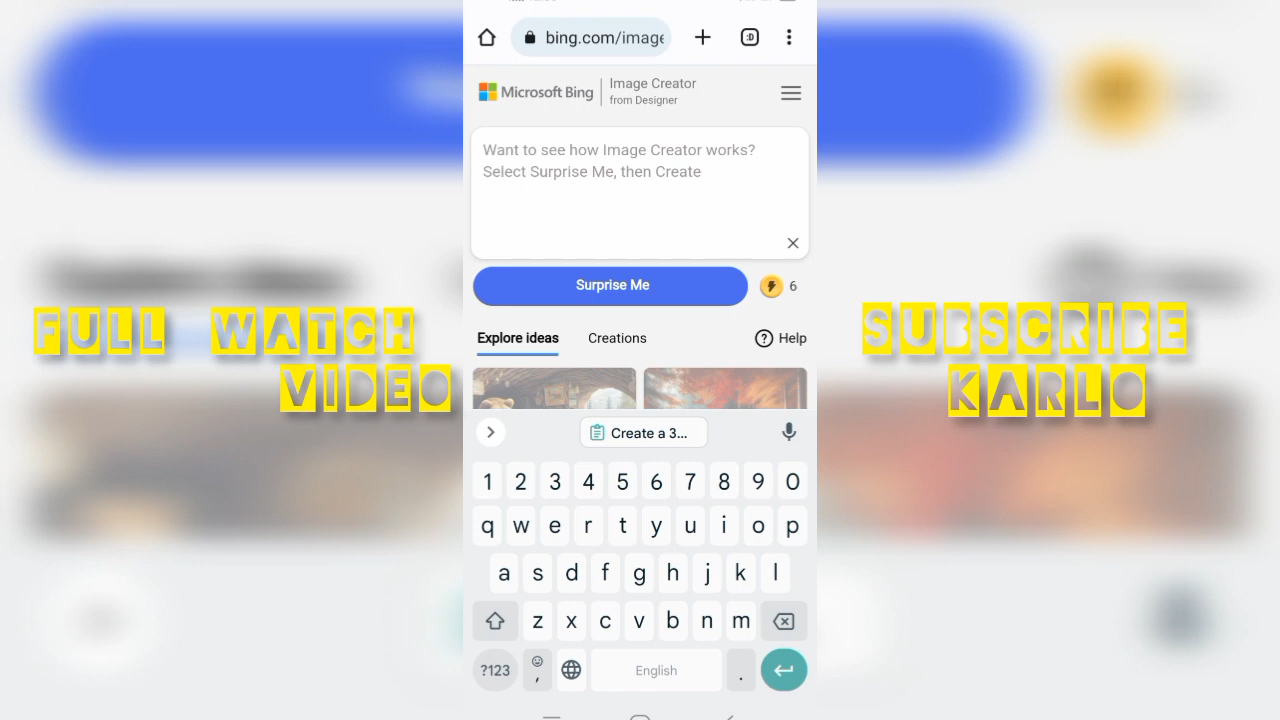 bing.com/image
:D
Microsoft Bing
Image Creator
from Designer
Want to see how Image Creator works?
Select Surprise Me, then Create
Surprise Me
6
Explore ideas
Creations
Help
FULL WATCH
VIDEO
SUBSCRIBE
KARLO
Create a 3...
1 2 3 4 5 6 7 8 9 0
q w e r t y u i o p
a s d f g h j k l
z x c v b n m
?123 , English .